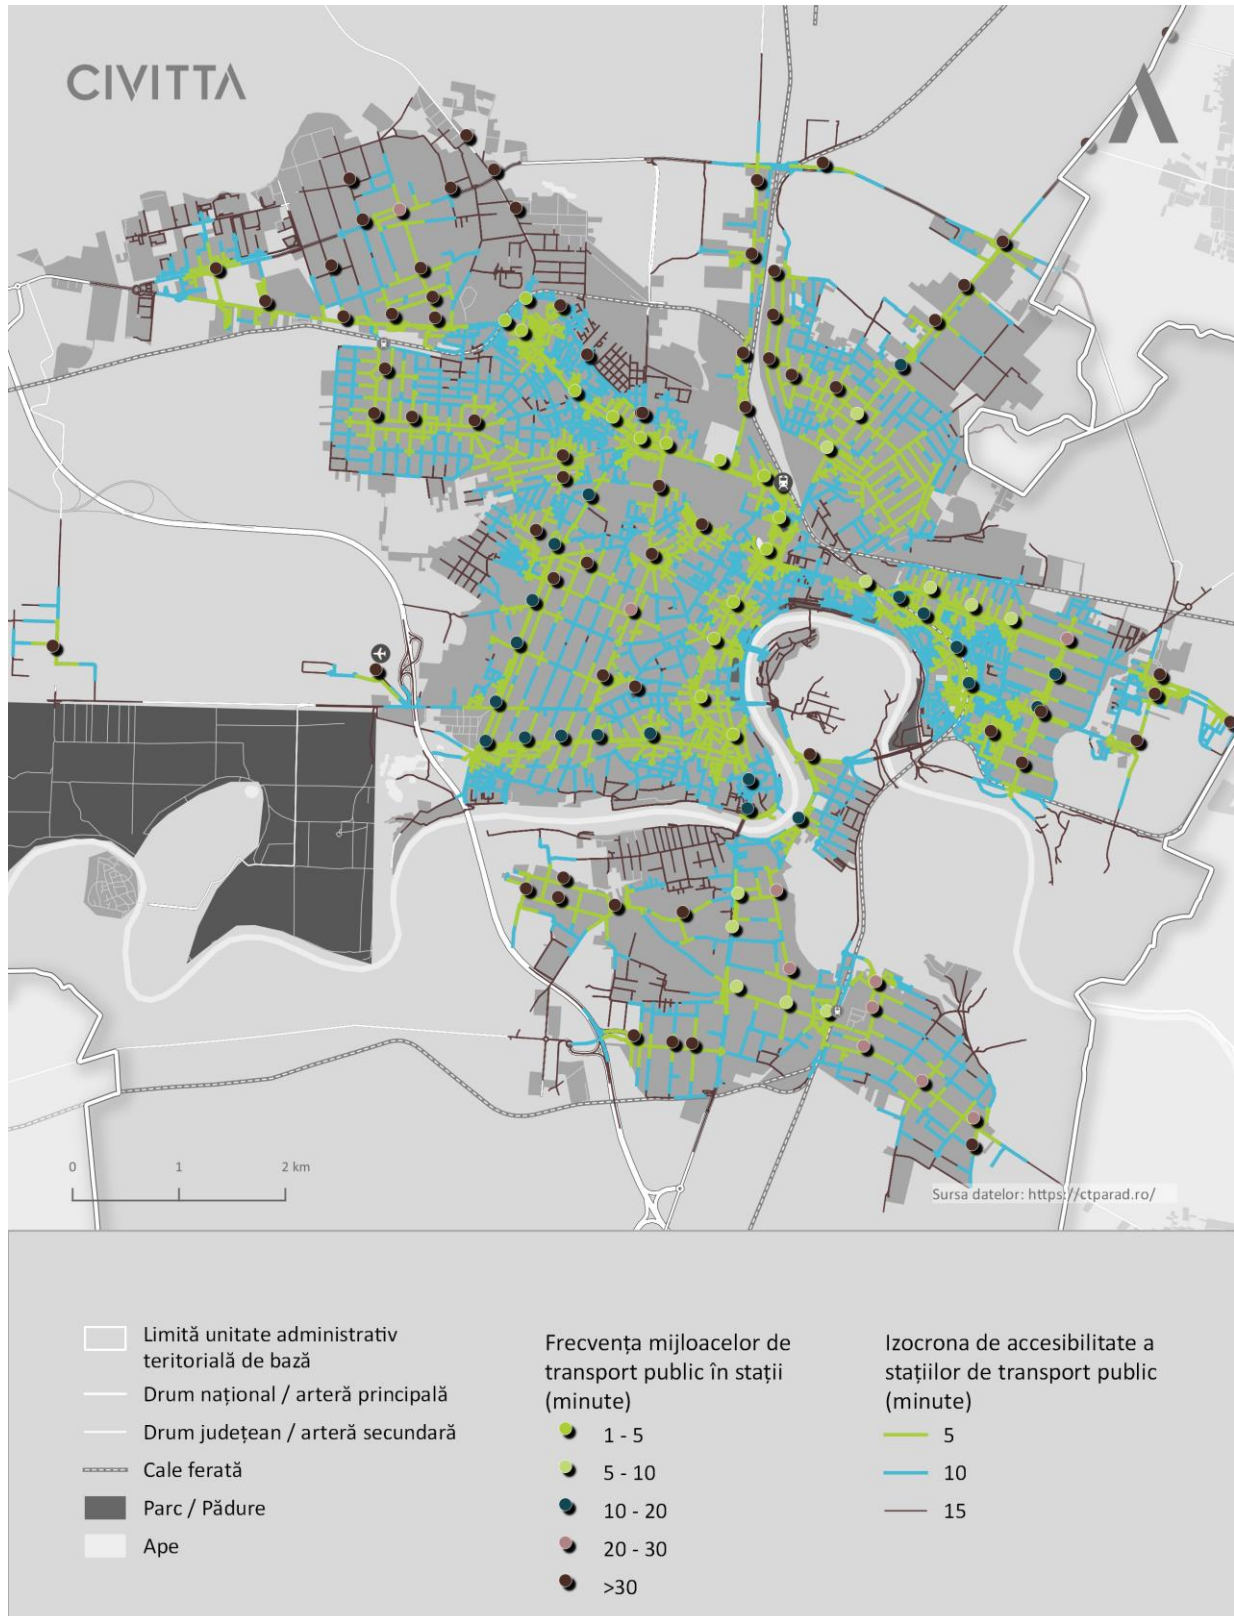 CIVITTA
0 1 2 km
Sursa datelor: https://ctparad.ro/
Limită unitate administrativ
teritorială de bază
Drum național / arteră principală
Drum județean / arteră secundară
Cale ferată
Parc / Pădure
Ape
Frecvența mijloacelor de
transport public în stații
(minute)
1 - 5
5 - 10
10 - 20
20 - 30
>30
Izocrona de accesibilitate a
stațiilor de transport public
(minute)
5
10
15